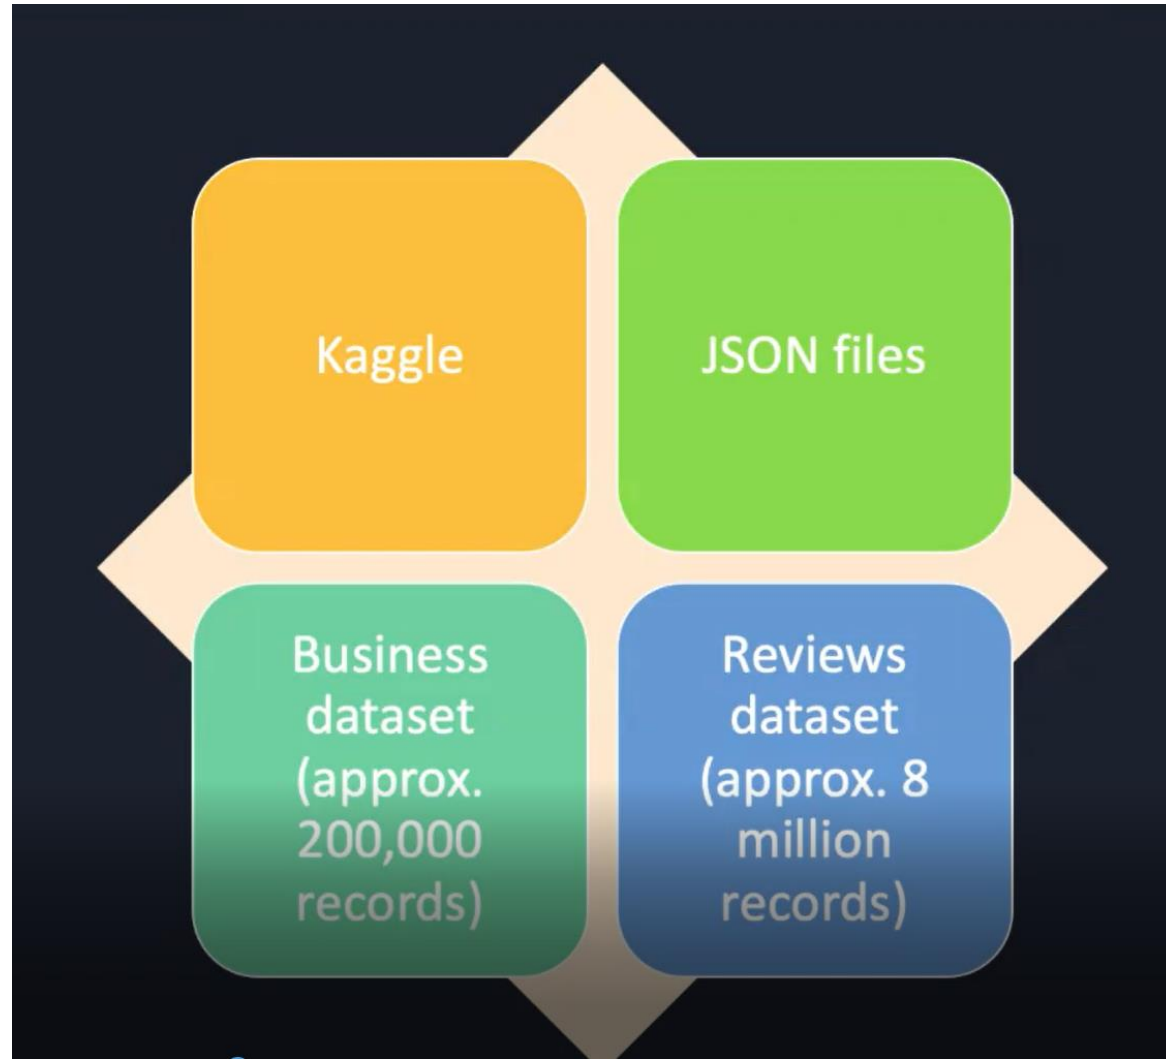 Kaggle
JSON files
Business
dataset
(approx.
200,000
records)
Reviews
dataset
(approx. 8
million
records)